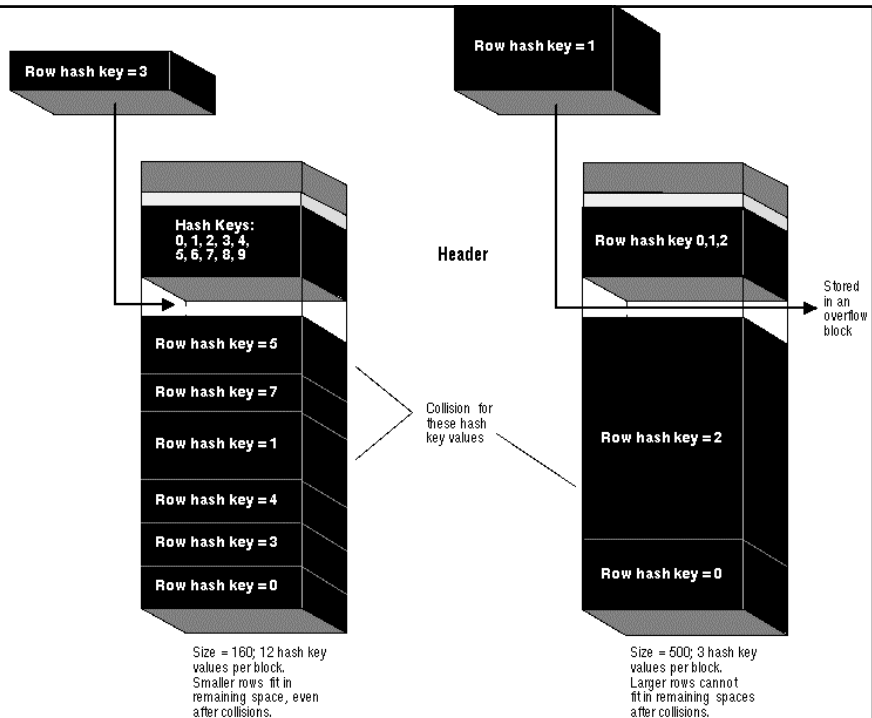 Row hash key = 3
Row hash key = 1
Hash Keys:
0, 1, 2, 3, 4,
5, 6, 7, 8, 9
Header
Row hash key 0,1,2
Stored
in an
overflow
block
Row hash key = 5
Row hash key = 7
Row hash key = 1
Row hash key = 4
Row hash key = 3
Row hash key = 0
Collision for
these hash
key values
Row hash key = 2
Row hash key = 0
Size = 160; 12 hash key
values per block.
Smaller rows fit in
remaining space, even
after collisions.
Size = 500; 3 hash key
values per block.
Larger rows cannot
fit in remaining spaces
after collisions.